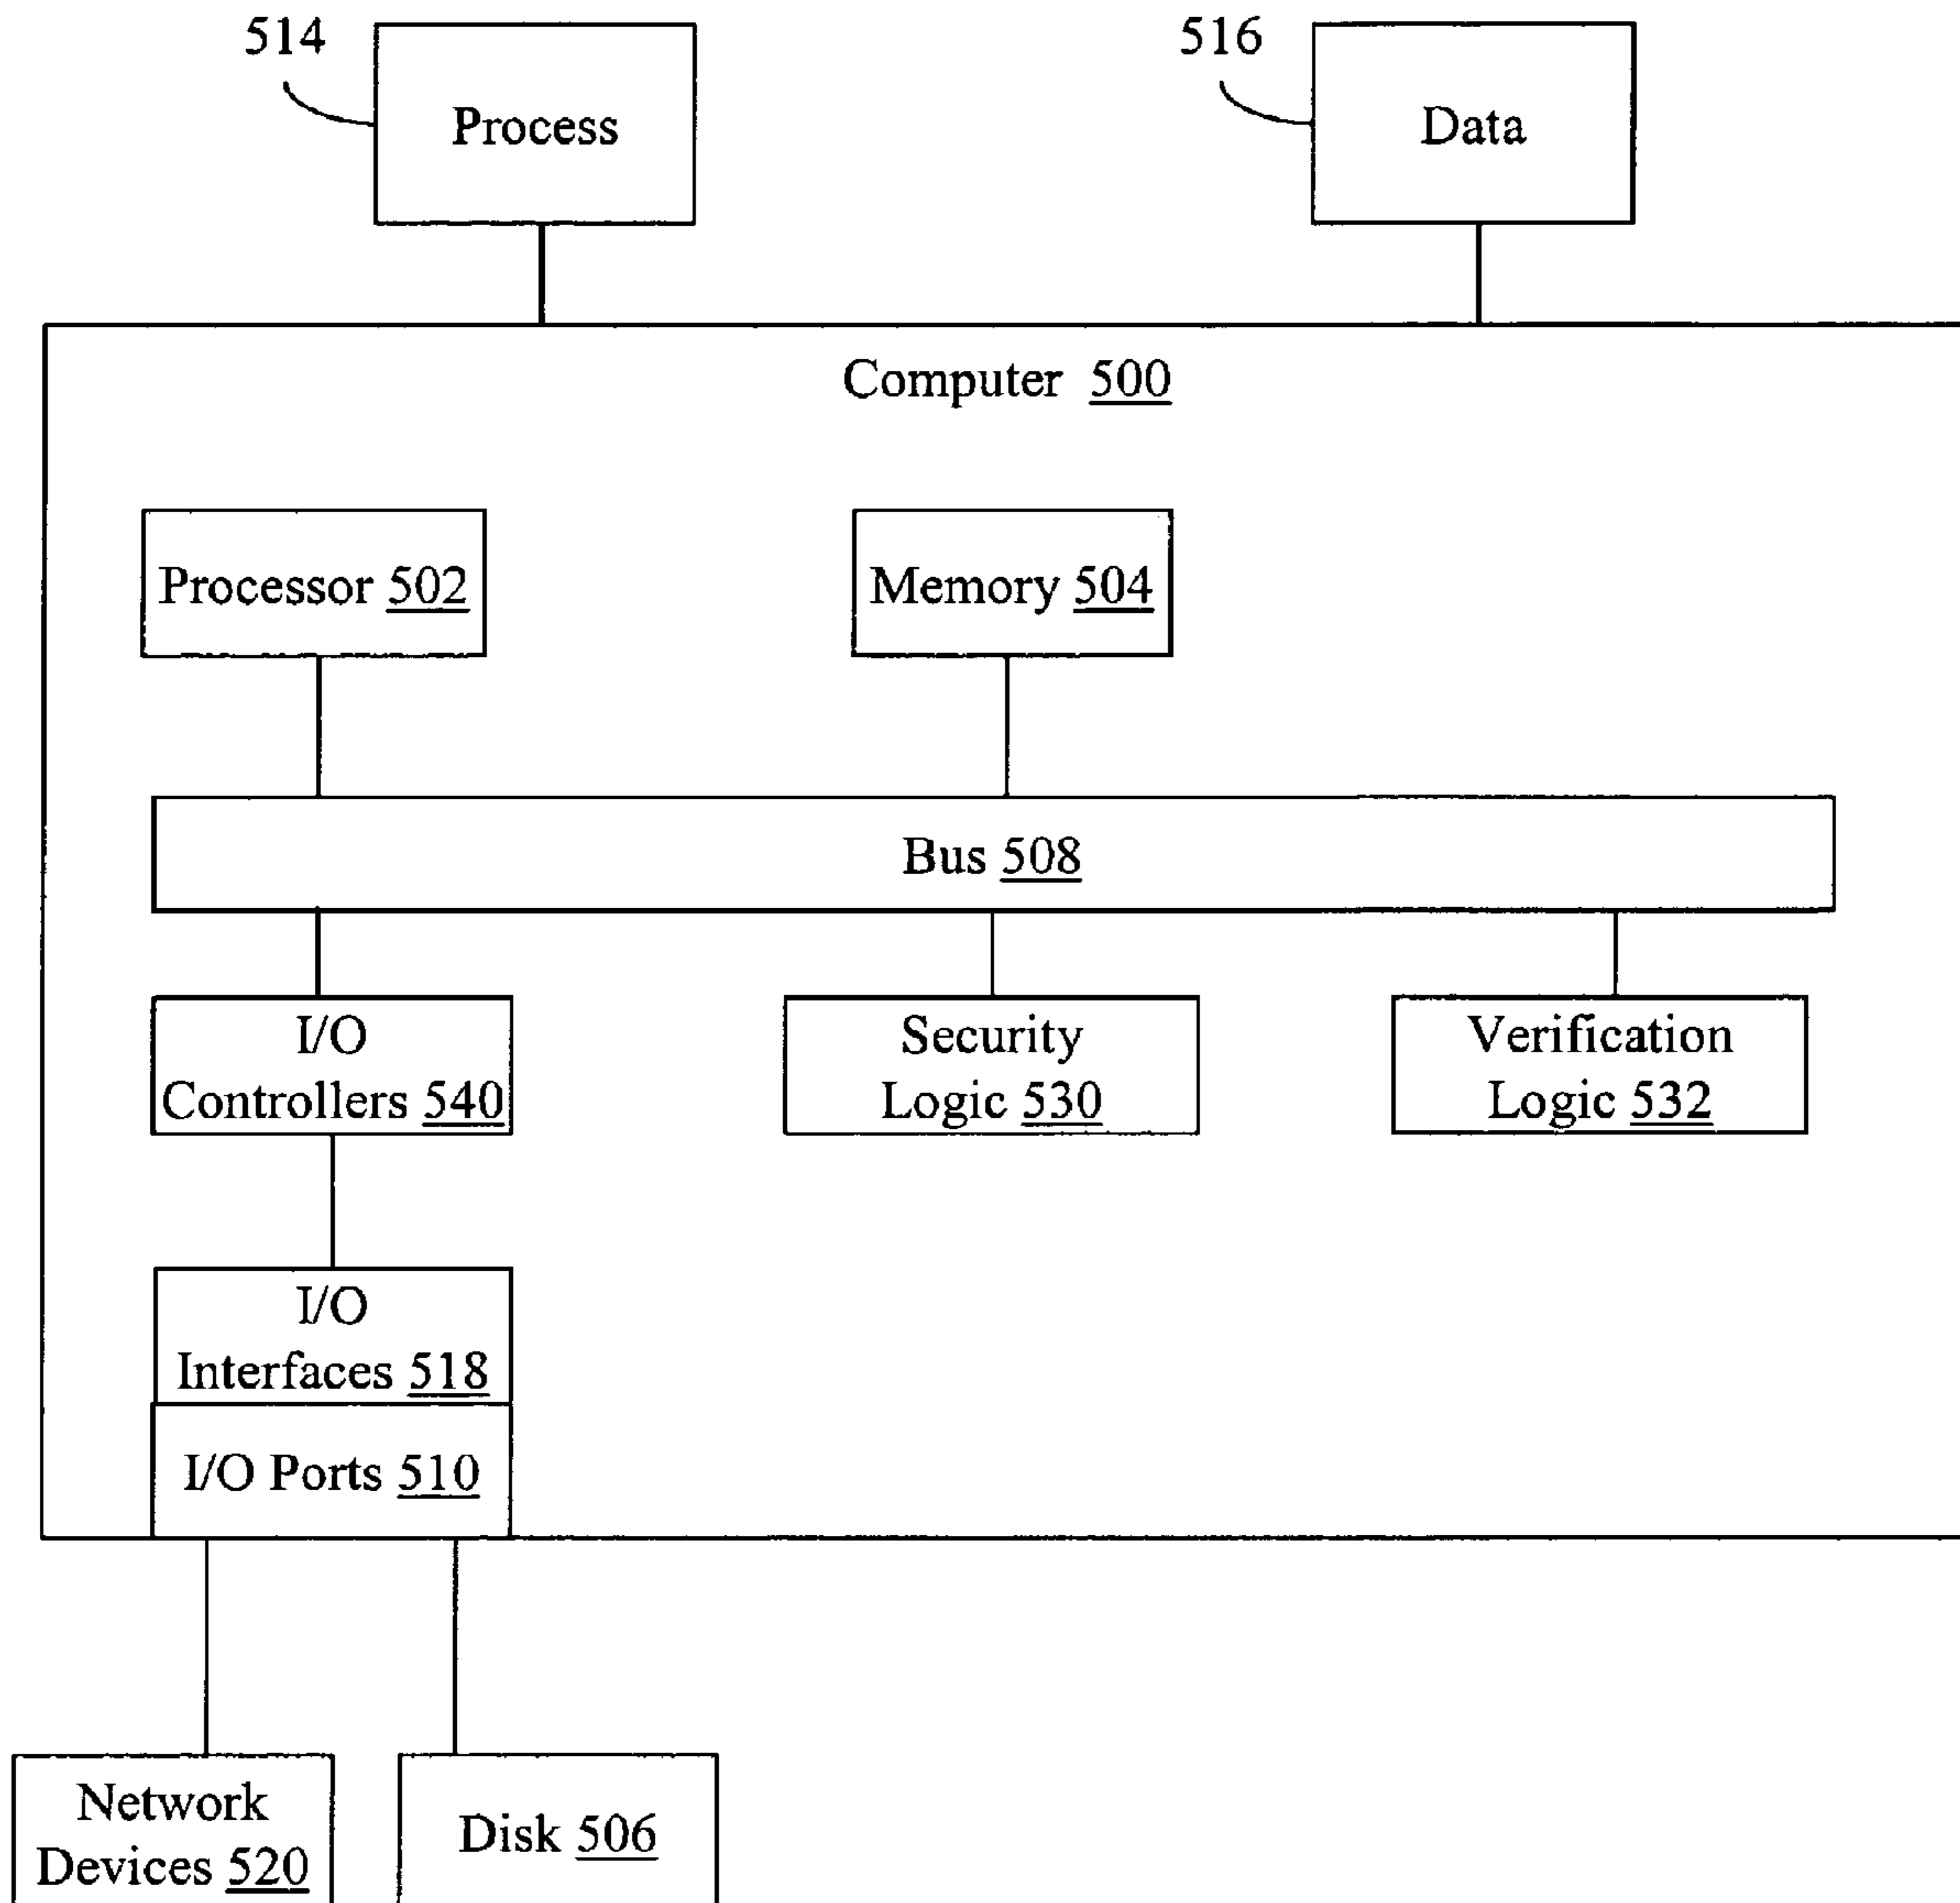 514
Process
516
Data
Computer 500
Processor 502
Memory 504
Bus 508
I/O
Controllers 540
Security
Logic 530
Verification
Logic 532
I/O
Interfaces 518
I/O Ports 510
Network
Devices 520
Disk 506